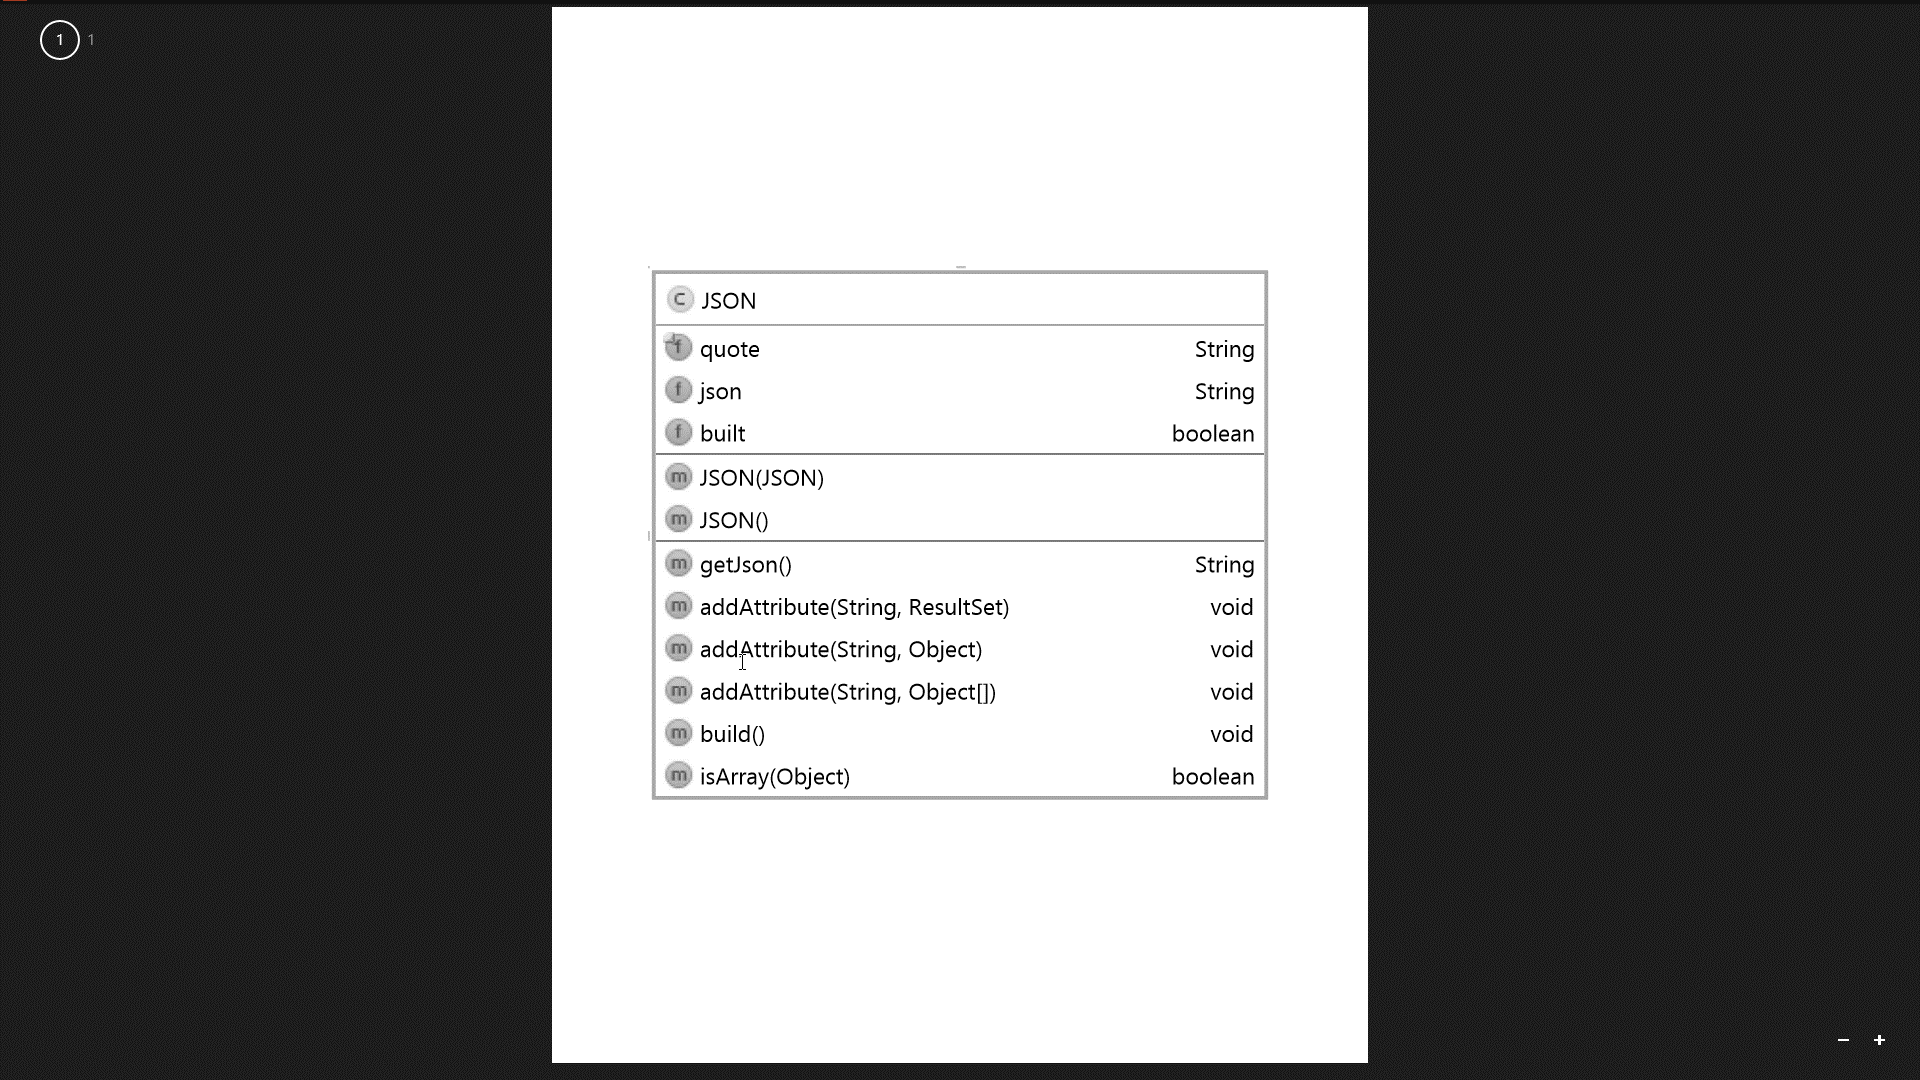 1 1
C JSON
f quote String
f json String
f built boolean
m JSON(JSON)
m JSON()
m getJson() String
m addAttribute(String, ResultSet) void
m addAttribute(String, Object) void
m addAttribute(String, Object[]) void
m build() void
m isArray(Object) boolean